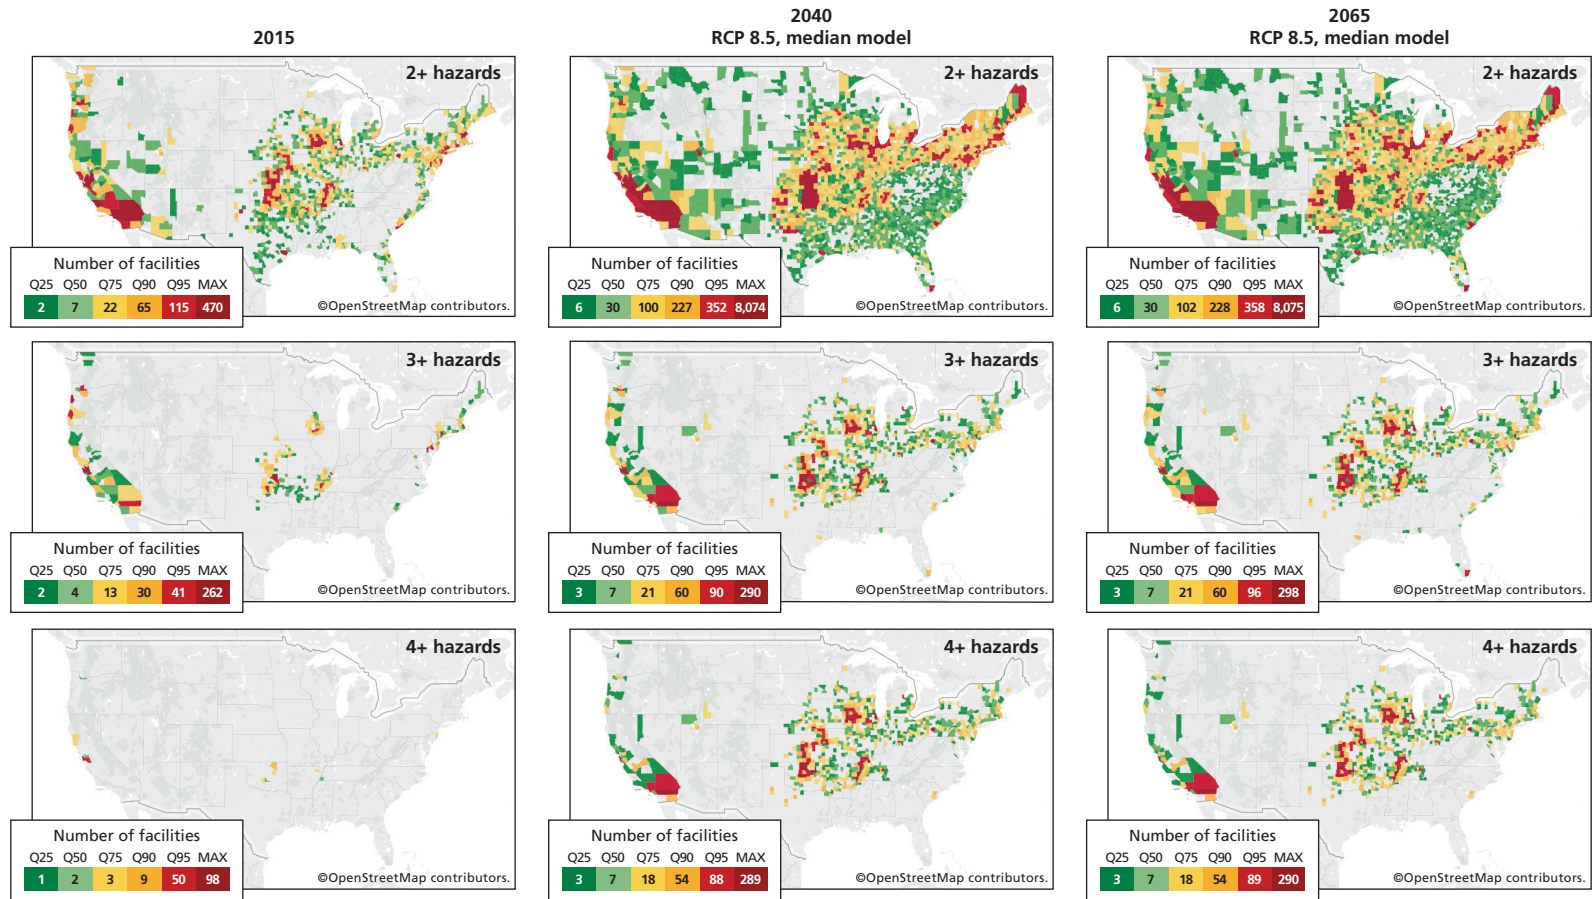 2015
2040
RCP 8.5, median model
2065
RCP 8.5, median model
2+ hazards
Number of facilities
Q25 Q50 Q75 Q90 Q95 MAX
2 7 22 65 115 470
©OpenStreetMap contributors.
2+ hazards
Number of facilities
Q25 Q50 Q75 Q90 Q95 MAX
6 30 100 227 352 8,074
©OpenStreetMap contributors.
2+ hazards
Number of facilities
Q25 Q50 Q75 Q90 Q95 MAX
6 30 102 228 358 8,075
©OpenStreetMap contributors.
3+ hazards
Number of facilities
Q25 Q50 Q75 Q90 Q95 MAX
2 4 13 30 41 262
©OpenStreetMap contributors.
3+ hazards
Number of facilities
Q25 Q50 Q75 Q90 Q95 MAX
3 7 21 60 90 290
©OpenStreetMap contributors.
3+ hazards
Number of facilities
Q25 Q50 Q75 Q90 Q95 MAX
3 7 21 60 96 298
©OpenStreetMap contributors.
4+ hazards
Number of facilities
Q25 Q50 Q75 Q90 Q95 MAX
1 2 3 9 50 98
©OpenStreetMap contributors.
4+ hazards
Number of facilities
Q25 Q50 Q75 Q90 Q95 MAX
3 7 18 54 88 289
©OpenStreetMap contributors.
4+ hazards
Number of facilities
Q25 Q50 Q75 Q90 Q95 MAX
3 7 18 54 89 290
©OpenStreetMap contributors.